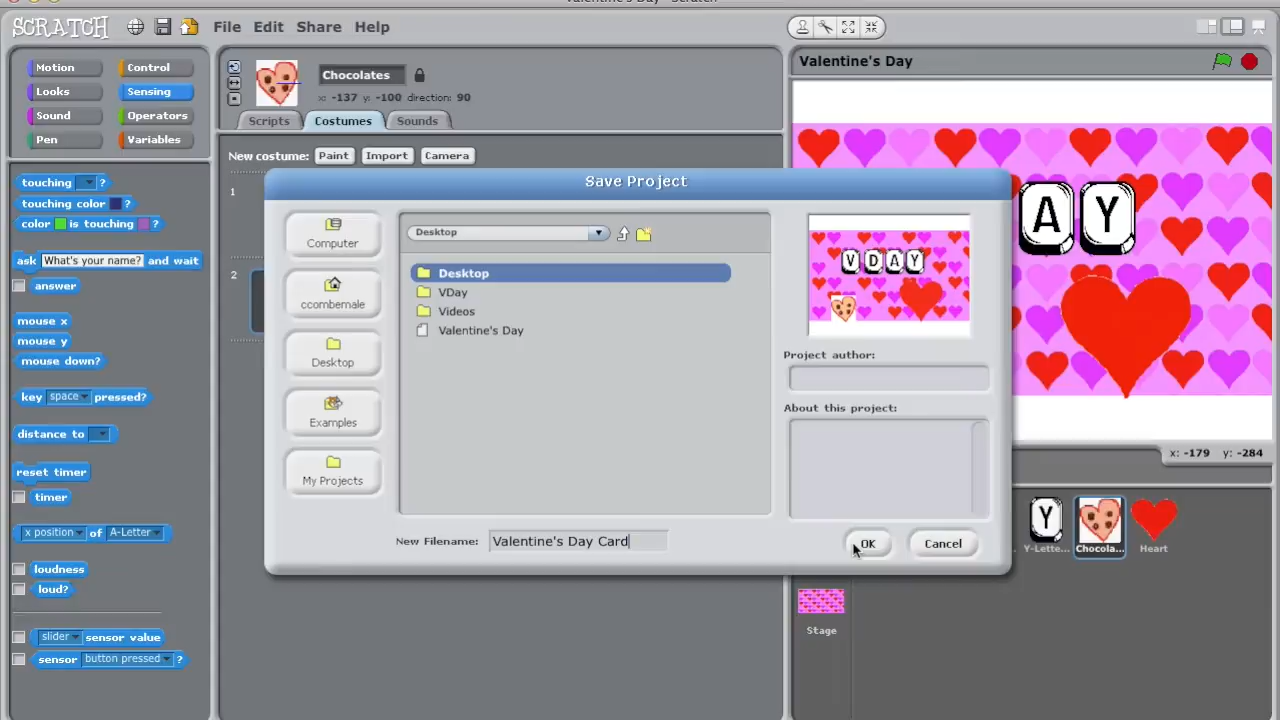 Valentine's Day - Scratch
SCRATCH
File Edit Share Help
Motion Control
Looks Sensing
Sound Operators
Pen Variables
touching ?
touching color ?
color is touching ?
ask What's your name? and wait
answer
mouse x
mouse y
mouse down?
key space pressed?
distance to
reset timer
timer
x position of A-Letter
loudness
loud?
slider sensor value
sensor button pressed ?
Chocolates
x: -137 y: -100 direction: 90
Scripts Costumes Sounds
New costume: Paint Import Camera
1
2
Save Project
Computer
ccombemale
Desktop
Examples
My Projects
Desktop
Desktop
VDay
Videos
Valentine's Day
New Filename: Valentine's Day Card
V D A Y
Project author:
About this project:
OK Cancel
Valentine's Day
A Y
x: -179 y: -284
Y
Y-Lette... Chocola... Heart
Stage